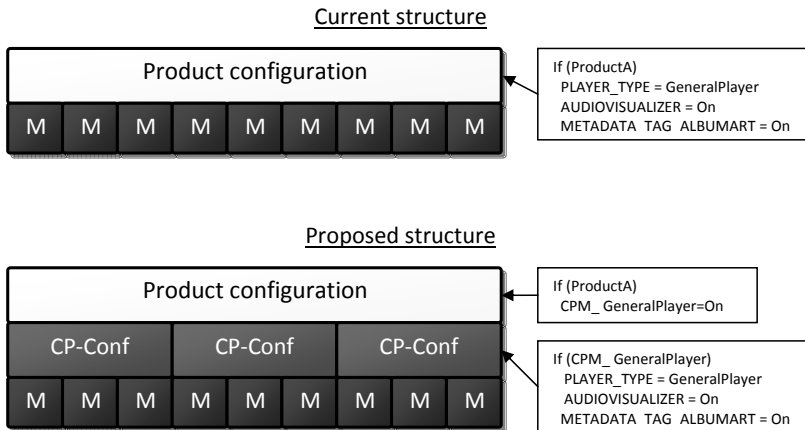 Current structure
Product configuration
M M M M M M M M M
If (ProductA)
PLAYER_TYPE = GeneralPlayer
AUDIOVISUALIZER = On
METADATA TAG ALBUMART = On
Proposed structure
Product configuration
CP-Conf CP-Conf CP-Conf
M M M M M M M M M
If (ProductA)
CPM_ GeneralPlayer=On
If (CPM_ GeneralPlayer)
PLAYER_TYPE = GeneralPlayer
AUDIOVISUALIZER = On
METADATA TAG ALBUMART = On